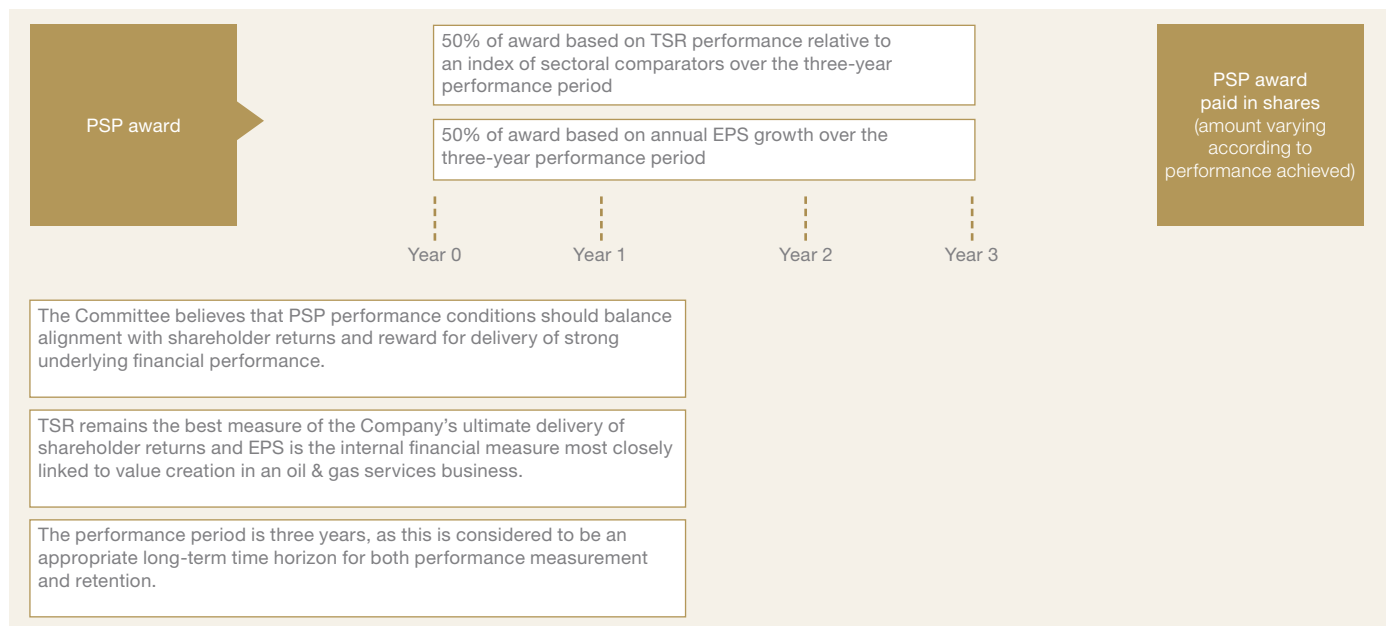 PSP award
50% of award based on TSR performance relative to
an index of sectoral comparators over the three-year
performance period
50% of award based on annual EPS growth over the
three-year performance period
PSP award
paid in shares
(amount varying
according to
performance achieved)
Year 0
Year 1
Year 2
Year 3
The Committee believes that PSP performance conditions should balance
alignment with shareholder returns and reward for delivery of strong
underlying financial performance.
TSR remains the best measure of the Company’s ultimate delivery of
shareholder returns and EPS is the internal financial measure most closely
linked to value creation in an oil & gas services business.
The performance period is three years, as this is considered to be an
appropriate long-term time horizon for both performance measurement
and retention.